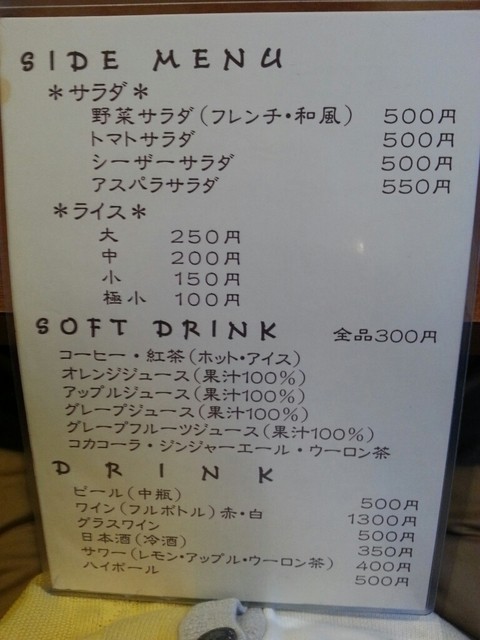 SIDE MENU
*サラダ*
野菜サラダ(フレンチ・和風) 500円
トマトサラダ 500円
シーザーサラダ 500円
アスパラサラダ 550円
*ライス*
大 250円
中 200円
小 150円
極小 100円
SOFT DRINK 全品300円
コーヒー・紅茶(ホット・アイス)
オレンジジュース(果汁100%)
アップルジュース(果汁100%)
グレープジュース(果汁100%)
グレープフルーツジュース(果汁100%)
コカコーラ・ジンジャーエール・ウーロン茶
DRINK
ビール(中瓶) 500円
ワイン(フルボトル)赤・白 1300円
グラスワイン 500円
日本酒(冷酒) 350円
サワー(レモン・アップル・ウーロン茶) 400円
ハイボール 500円